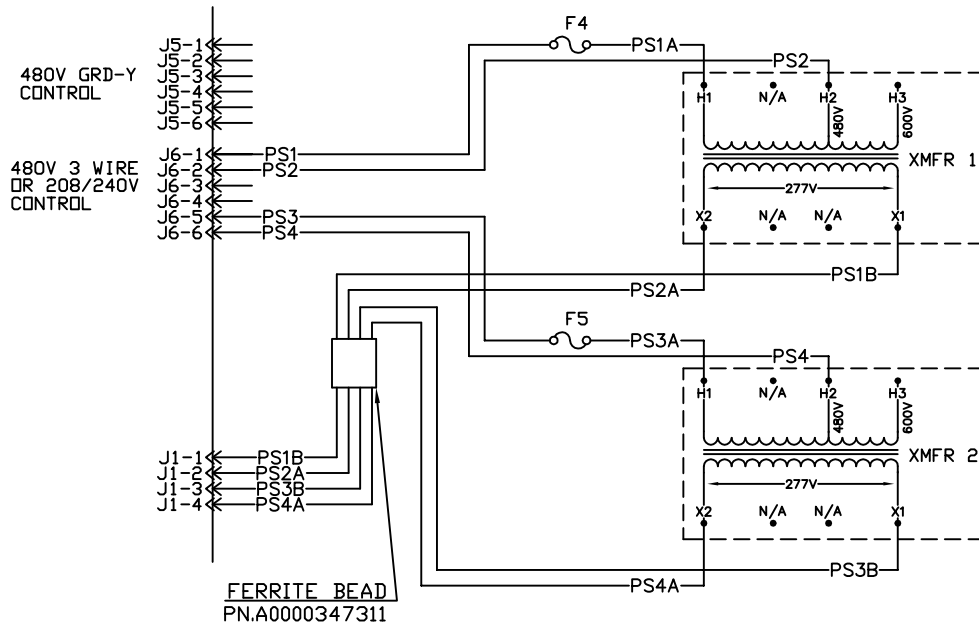 F4
J5-1
J5-2
J5-3
J5-4
J5-5
J5-6
480V GRD-Y
CONTROL
PS1A
PS2
H1
N/A
H2
H3
480V
600V
XMFR 1
277V
X2
N/A
N/A
X1
J6-1
J6-2
J6-3
J6-4
J6-5
J6-6
480V 3 WIRE
OR 208/240V
CONTROL
PS1
PS2
PS3
PS4
PS1B
PS2A
F5
PS3A
PS4
H1
N/A
H2
H3
480V
600V
XMFR 2
277V
X2
N/A
N/A
X1
J1-1
J1-2
J1-3
J1-4
PS1B
PS2A
PS3B
PS4A
PS3B
PS4A
FERRITE BEAD
PN.A0000347311